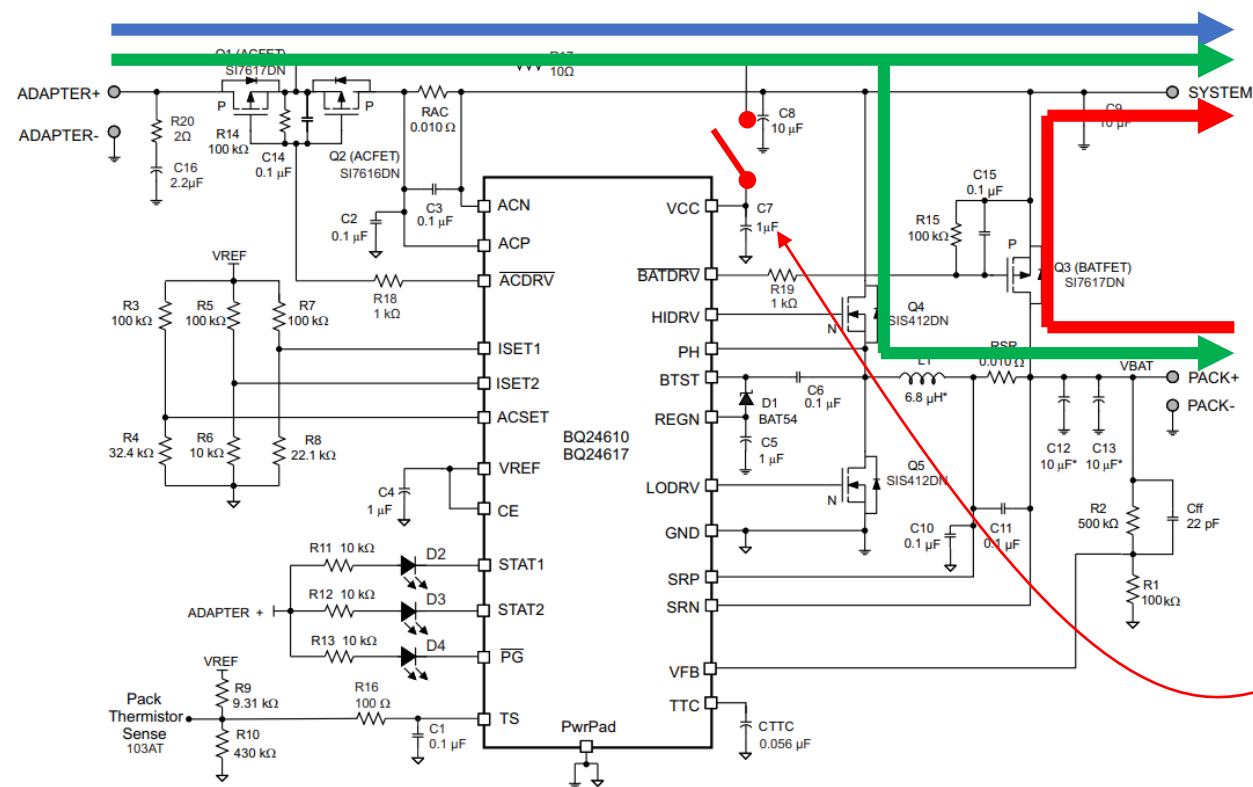 Q1 (ACFET)
SI7617DN
R17
10Ω
ADAPTER+
P
P
SYSTEM
RAC
0.010 Ω
C8
10 µF
C9
10 µF
ADAPTER-
R20
2Ω
R14
100 kΩ
C14
0.1 µF
Q2 (ACFET)
SI7616DN
C16
2.2µF
C15
0.1 µF
ACN
VCC
C7
1µF
C2
0.1 µF
C3
0.1 µF
R15
100 kΩ
P
ACP
VREF
ACDRV
BATDRV
Q3 (BATFET)
SI7617DN
R18
1 kΩ
R19
1 kΩ
R3
100 kΩ
R5
100 kΩ
R7
100 kΩ
HIDRV
Q4
SIS412DN
N
ISET1
PH
RSR
0.010 Ω
VBAT
ISET2
BTST
L1
6.8 µH*
PACK+
C6
0.1 µF
D1
BAT54
PACK-
ACSET
REGN
R4
32.4 kΩ
R6
10 kΩ
R8
22.1 kΩ
BQ24610
BQ24617
C5
1 µF
C12
10 µF*
C13
10 µF*
VREF
Q5
SIS412DN
C4
1 µF
LODRV
N
CE
R2
500 kΩ
Cff
22 pF
GND
C10
0.1 µF
C11
0.1 µF
R11 10 kΩ
D2
STAT1
SRP
R12 10 kΩ
D3
STAT2
SRN
R1
100 kΩ
ADAPTER +
R13 10 kΩ
D4
PG
VREF
VFB
R9
9.31 kΩ
R16
100 Ω
TTC
Pack
Thermistor
Sense
103AT
TS
PwrPad
R10
430 kΩ
C1
0.1 µF
CTTC
0.056 µF